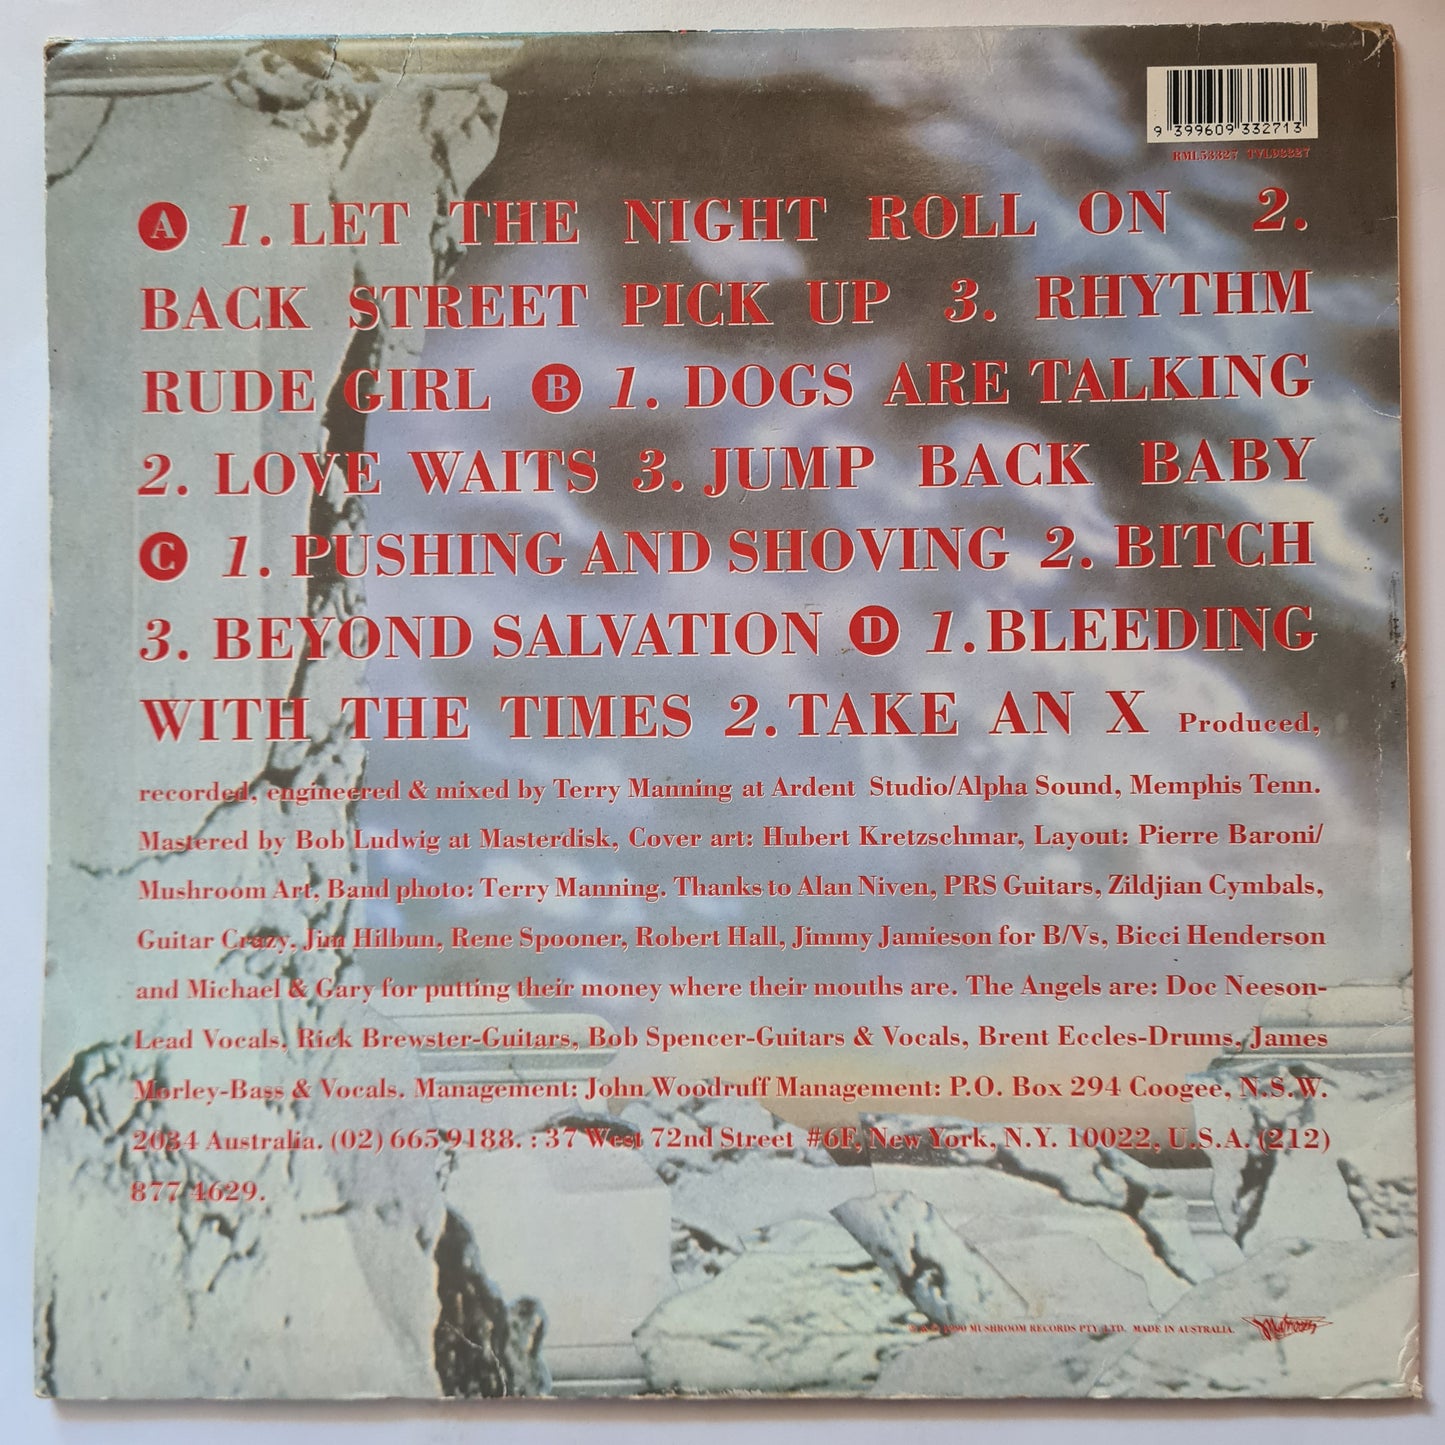 9 399609 332713
RML53327 TVL93327
A 1. LET THE NIGHT ROLL ON 2.
BACK STREET PICK UP 3. RHYTHM
RUDE GIRL B 1. DOGS ARE TALKING
2. LOVE WAITS 3. JUMP BACK BABY
C 1. PUSHING AND SHOVING 2. BITCH
3. BEYOND SALVATION D 1. BLEEDING
WITH THE TIMES 2. TAKE AN X Produced,
recorded, engineered & mixed by Terry Manning at Ardent Studio/Alpha Sound, Memphis Tenn.
Mastered by Bob Ludwig at Masterdisk, Cover art: Hubert Kretzschmar, Layout: Pierre Baroni/
Mushroom Art, Band photo: Terry Manning. Thanks to Alan Niven, PRS Guitars, Zildjian Cymbals,
Guitar Crazy, Jim Hilbun, Rene Spooner, Robert Hall, Jimmy Jamieson for B/Vs, Bicci Henderson
and Michael & Gary for putting their money where their mouths are. The Angels are: Doc Neeson-
Lead Vocals, Rick Brewster-Guitars, Bob Spencer-Guitars & Vocals, Brent Eccles-Drums, James
Morley-Bass & Vocals. Management: John Woodruff Management: P.O. Box 294 Coogee, N.S.W.
2034 Australia. (02) 665 9188. : 37 West 72nd Street #6F, New York, N.Y. 10022, U.S.A. (212)
877 4629.
1990 MUSHROOM RECORDS PTY. LTD. MADE IN AUSTRALIA. Mushroom